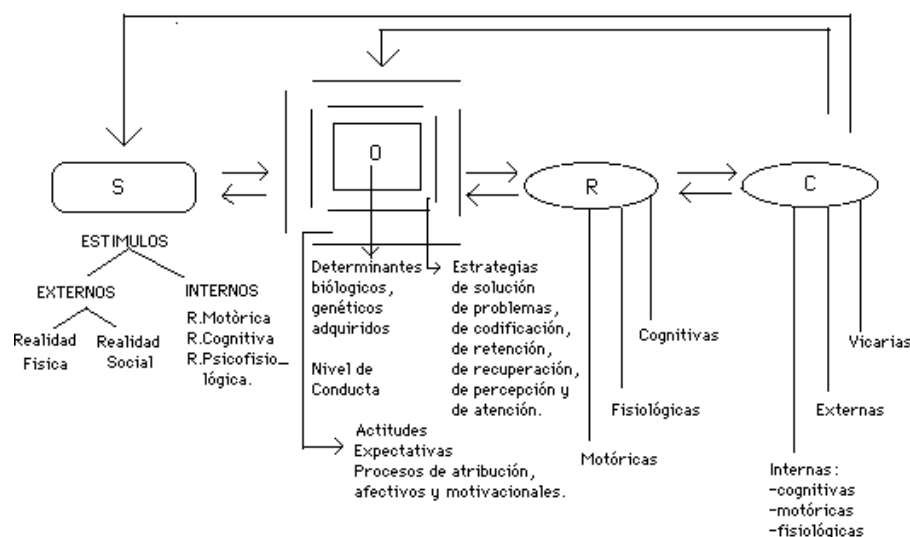 S
O
R
C
ESTIMULOS
EXTERNOS
Realidad
Fisica
Realidad
Social
INTERNOS
R.Motòrica
R.Cognitiva
R.Psicofisio_
lógica.
Determinantes
biólogicos,
genéticos
adquiridos
Nivel de
Conducta
Estrategias
de solución
de problemas,
de codificación,
de retención,
de recuperación,
de percepción y
de atención.
Actitudes
Expectativas
Procesos de atribución,
afectivos y motivacionales.
Cognitivas
Fisiológicas
Motóricas
Vicarias
Externas
Internas:
-cognitivas
-motóricas
-fisiológicas